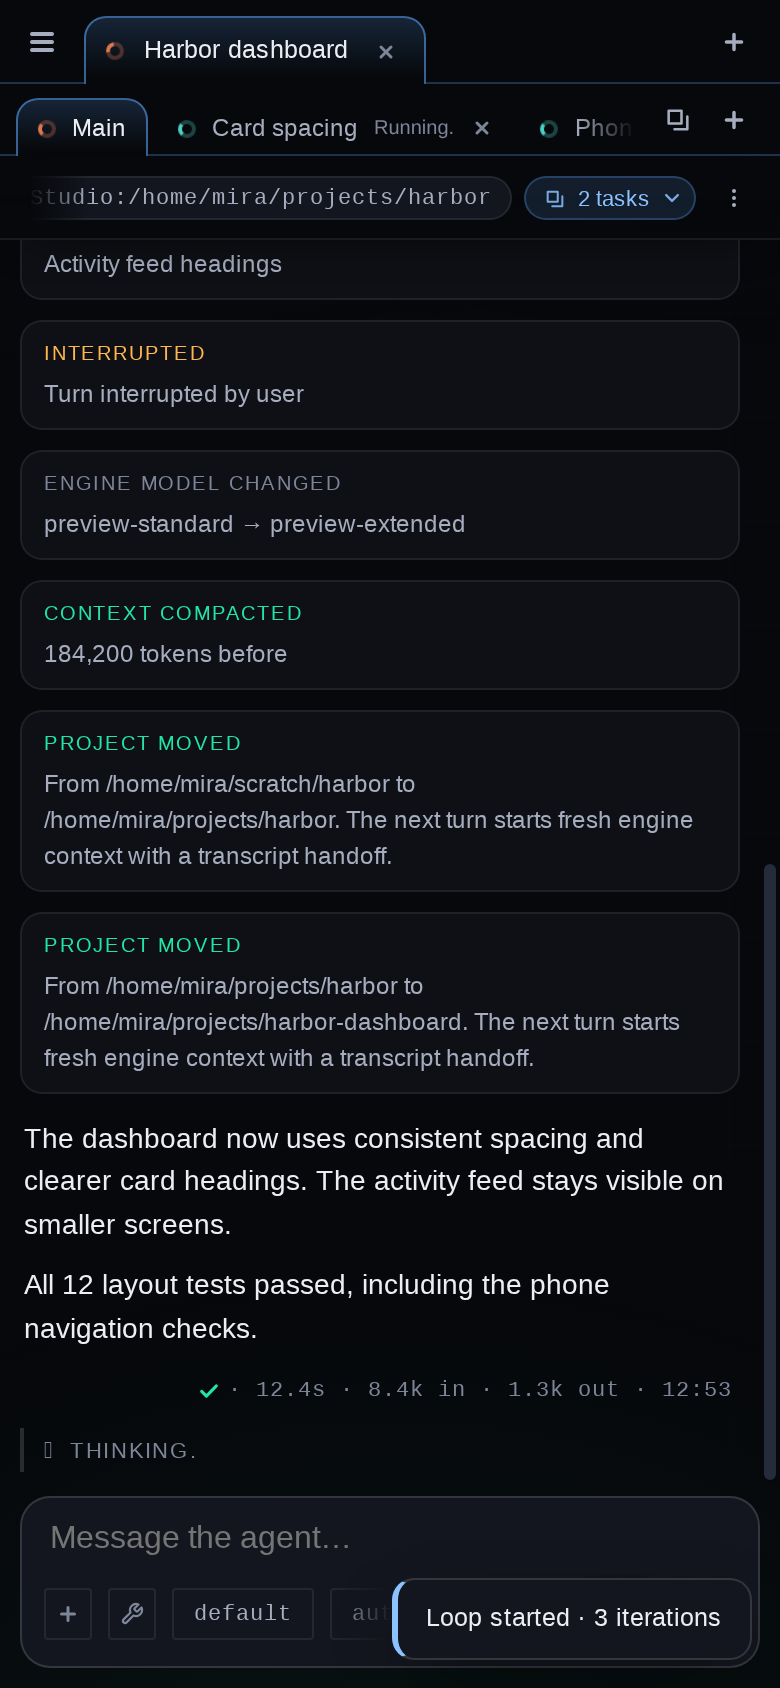 Harbor dashboard
Main
Card spacing Running.
Phon
Studio:/home/mira/projects/harbor
2 tasks
Activity feed headings
INTERRUPTED
Turn interrupted by user
ENGINE MODEL CHANGED
preview-standard → preview-extended
CONTEXT COMPACTED
184,200 tokens before
PROJECT MOVED
From /home/mira/scratch/harbor to
/home/mira/projects/harbor. The next turn starts fresh engine
context with a transcript handoff.
PROJECT MOVED
From /home/mira/projects/harbor to
/home/mira/projects/harbor-dashboard. The next turn starts
fresh engine context with a transcript handoff.
The dashboard now uses consistent spacing and
clearer card headings. The activity feed stays visible on
smaller screens.
All 12 layout tests passed, including the phone
navigation checks.
· 12.4s · 8.4k in · 1.3k out · 12:53
THINKING.
Message the agent…
default
aut
Loop started · 3 iterations